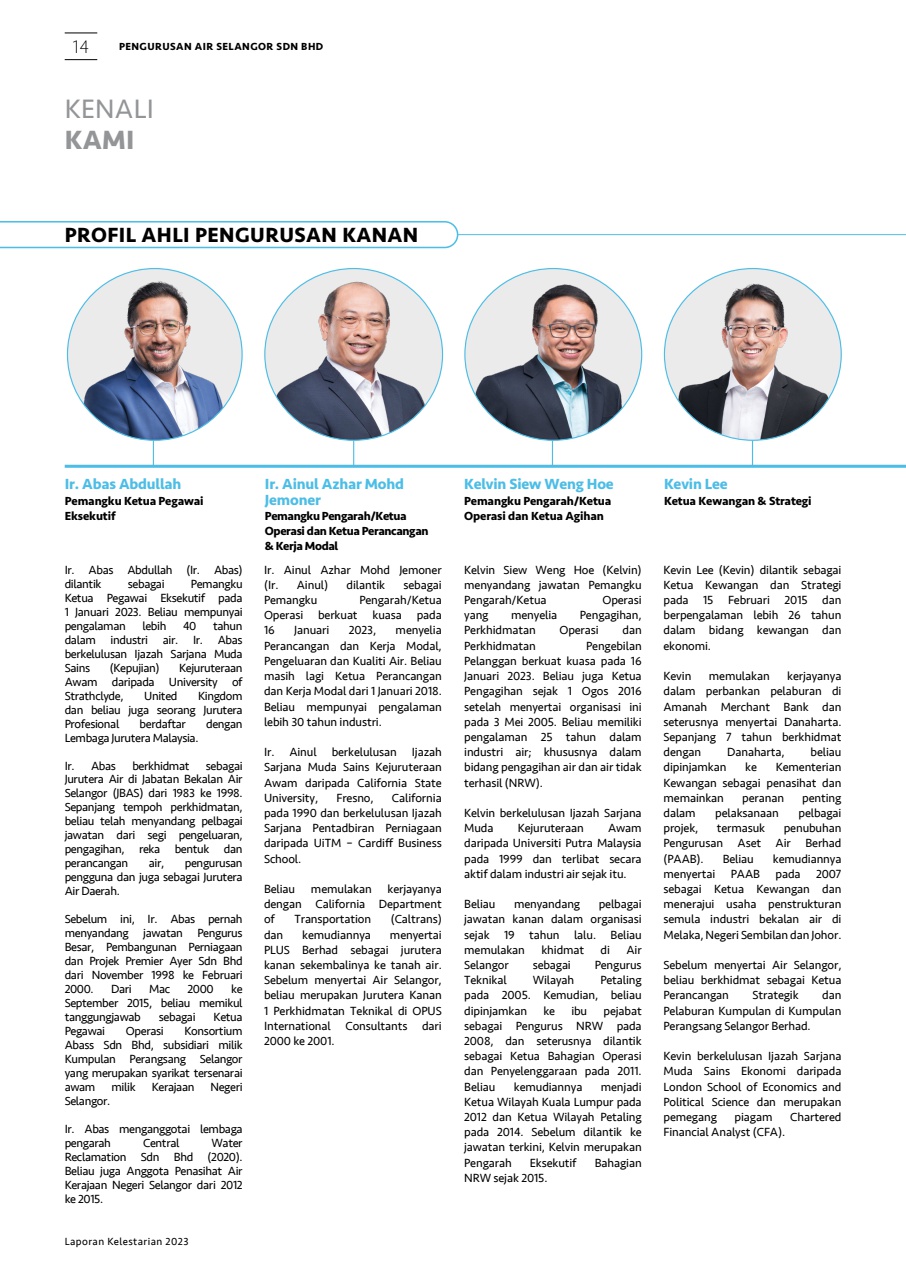 14
PENGURUSAN AIR SELANGOR SDN BHD
KENALI
KAMI
PROFIL AHLI PENGURUSAN KANAN
Ir. Abas Abdullah
Pemangku Ketua Pegawai
Eksekutif
Ir. Abas Abdullah (Ir. Abas)
dilantik sebagai Pemangku
Ketua Pegawai Eksekutif pada
1 Januari 2023. Beliau mempunyai
pengalaman lebih 40 tahun
dalam industri air. Ir. Abas
berkelulusan Ijazah Sarjana Muda
Sains (Kepujian) Kejuruteraan
Awam daripada University of
Strathclyde, United Kingdom
dan beliau juga seorang Jurutera
Profesional berdaftar dengan
Lembaga Jurutera Malaysia.
Ir. Abas berkhidmat sebagai
Jurutera Air di Jabatan Bekalan Air
Selangor (JBAS) dari 1983 ke 1998.
Sepanjang tempoh perkhidmatan,
beliau telah menyandang pelbagai
jawatan dari segi pengeluaran,
pengagihan, reka bentuk dan
perancangan air, pengurusan
pengguna dan juga sebagai Jurutera
Air Daerah.
Sebelum ini, Ir. Abas pernah
menyandang jawatan Pengurus
Besar, Pembangunan Perniagaan
dan Projek Premier Ayer Sdn Bhd
dari November 1998 ke Februari
2000. Dari Mac 2000 ke
September 2015, beliau memikul
tanggungjawab sebagai Ketua
Pegawai Operasi Konsortium
Abass Sdn Bhd, subsidiari milik
Kumpulan Perangsang Selangor
yang merupakan syarikat tersenarai
awam milik Kerajaan Negeri
Selangor.
Ir. Abas menganggotai lembaga
pengarah Central Water
Reclamation Sdn Bhd (2020).
Beliau juga Anggota Penasihat Air
Kerajaan Negeri Selangor dari 2012
ke 2015.
Ir. Ainul Azhar Mohd
Jemoner
Pemangku Pengarah/Ketua
Operasi dan Ketua Perancangan
& Kerja Modal
Ir. Ainul Azhar Mohd Jemoner
(Ir. Ainul) dilantik sebagai
Pemangku Pengarah/Ketua
Operasi berkuat kuasa pada
16 Januari 2023, menyelia
Perancangan dan Kerja Modal,
Pengeluaran dan Kualiti Air. Beliau
masih lagi Ketua Perancangan
dan Kerja Modal dari 1 Januari 2018.
Beliau mempunyai pengalaman
lebih 30 tahun industri.
Ir. Ainul berkelulusan Ijazah
Sarjana Muda Sains Kejuruteraan
Awam daripada California State
University, Fresno, California
pada 1990 dan berkelulusan Ijazah
Sarjana Pentadbiran Perniagaan
daripada UiTM – Cardiff Business
School.
Beliau memulakan kerjayanya
dengan California Department
of Transportation (Caltrans)
dan kemudiannya menyertai
PLUS Berhad sebagai jurutera
kanan sekembalinya ke tanah air.
Sebelum menyertai Air Selangor,
beliau merupakan Jurutera Kanan
1 Perkhidmatan Teknikal di OPUS
International Consultants dari
2000 ke 2001.
Kelvin Siew Weng Hoe
Pemangku Pengarah/Ketua
Operasi dan Ketua Agihan
Kelvin Siew Weng Hoe (Kelvin)
menyandang jawatan Pemangku
Pengarah/Ketua Operasi
yang menyelia Pengagihan,
Perkhidmatan Operasi dan
Perkhidmatan Pengebilan
Pelanggan berkuat kuasa pada 16
Januari 2023. Beliau juga Ketua
Pengagihan sejak 1 Ogos 2016
setelah menyertai organisasi ini
pada 3 Mei 2005. Beliau memiliki
pengalaman 25 tahun dalam
industri air; khususnya dalam
bidang pengagihan air dan air tidak
terhasil (NRW).
Kelvin berkelulusan Ijazah Sarjana
Muda Kejuruteraan Awam
daripada Universiti Putra Malaysia
pada 1999 dan terlibat secara
aktif dalam industri air sejak itu.
Beliau menyandang pelbagai
jawatan kanan dalam organisasi
sejak 19 tahun lalu. Beliau
memulakan khidmat di Air
Selangor sebagai Pengurus
Teknikal Wilayah Petaling
pada 2005. Kemudian, beliau
dipinjamkan ke ibu pejabat
sebagai Pengurus NRW pada
2008, dan seterusnya dilantik
sebagai Ketua Bahagian Operasi
dan Penyelenggaraan pada 2011.
Beliau kemudiannya menjadi
Ketua Wilayah Kuala Lumpur pada
2012 dan Ketua Wilayah Petaling
pada 2014. Sebelum dilantik ke
jawatan terkini, Kelvin merupakan
Pengarah Eksekutif Bahagian
NRW sejak 2015.
Kevin Lee
Ketua Kewangan & Strategi
Kevin Lee (Kevin) dilantik sebagai
Ketua Kewangan dan Strategi
pada 15 Februari 2015 dan
berpengalaman lebih 26 tahun
dalam bidang kewangan dan
ekonomi.
Kevin memulakan kerjayanya
dalam perbankan pelaburan di
Amanah Merchant Bank dan
seterusnya menyertai Danaharta.
Sepanjang 7 tahun berkhidmat
dengan Danaharta, beliau
dipinjamkan ke Kementerian
Kewangan sebagai penasihat dan
memainkan peranan penting
dalam pelaksanaan pelbagai
projek, termasuk penubuhan
Pengurusan Aset Air Berhad
(PAAB). Beliau kemudiannya
menyertai PAAB pada 2007
sebagai Ketua Kewangan dan
menerajui usaha penstrukturan
semula industri bekalan air di
Melaka, Negeri Sembilan dan Johor.
Sebelum menyertai Air Selangor,
beliau berkhidmat sebagai Ketua
Perancangan Strategik dan
Pelaburan Kumpulan di Kumpulan
Perangsang Selangor Berhad.
Kevin berkelulusan Ijazah Sarjana
Muda Sains Ekonomi daripada
London School of Economics and
Political Science dan merupakan
pemegang piagam Chartered
Financial Analyst (CFA).
Laporan Kelestarian 2023